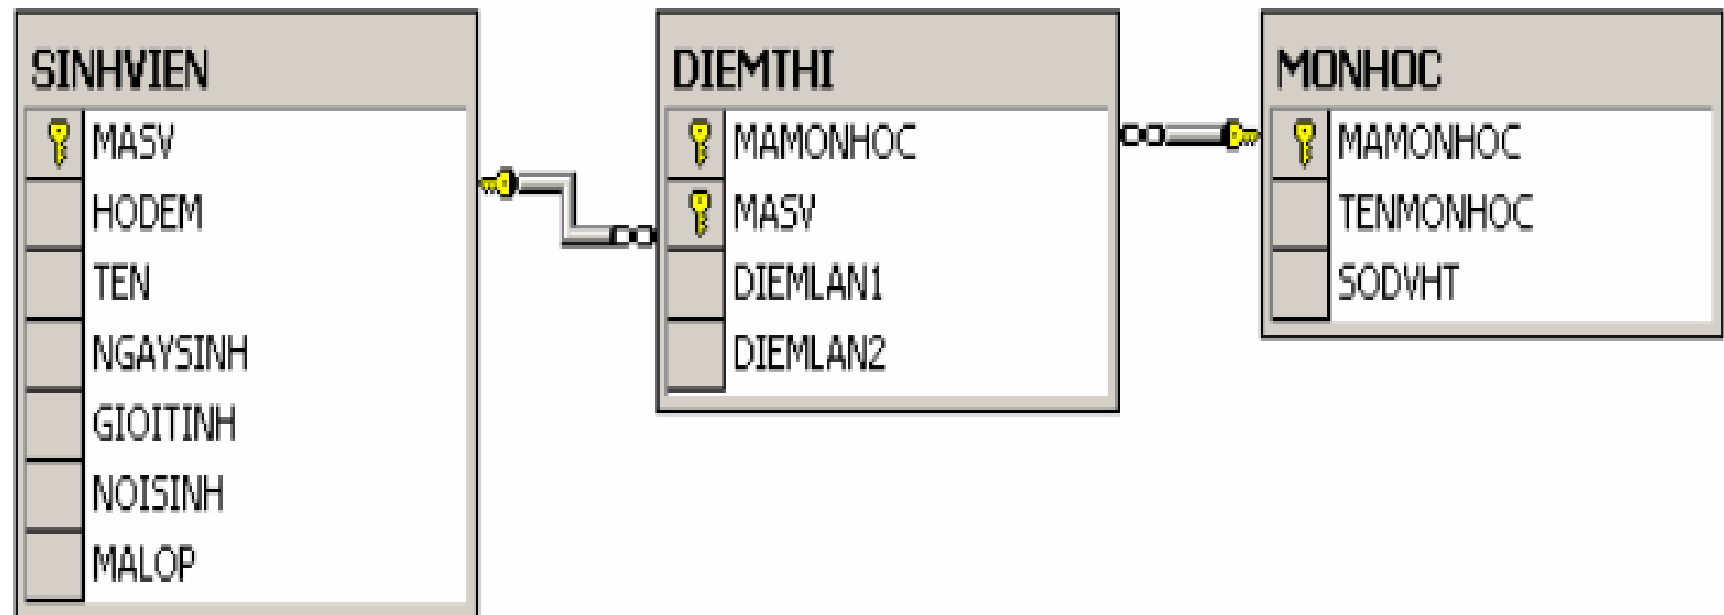 SINHVIEN
MASV
HODEM
TEN
NGAYSINH
GIOITINH
NOISINH
MALOP
DIEMTHI
MAMONHOC
MASV
DIEMLAN1
DIEMLAN2
MONHOC
MAMONHOC
TENMONHOC
SODVHT